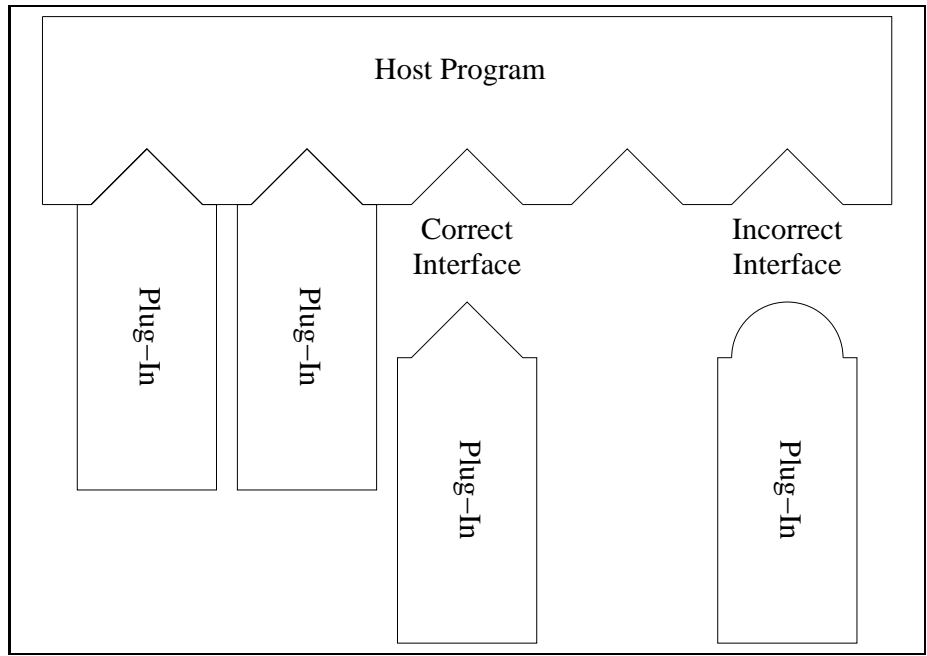 Host Program
Correct
Interface
Incorrect
Interface
Plug–In
Plug–In
Plug–In
Plug–In